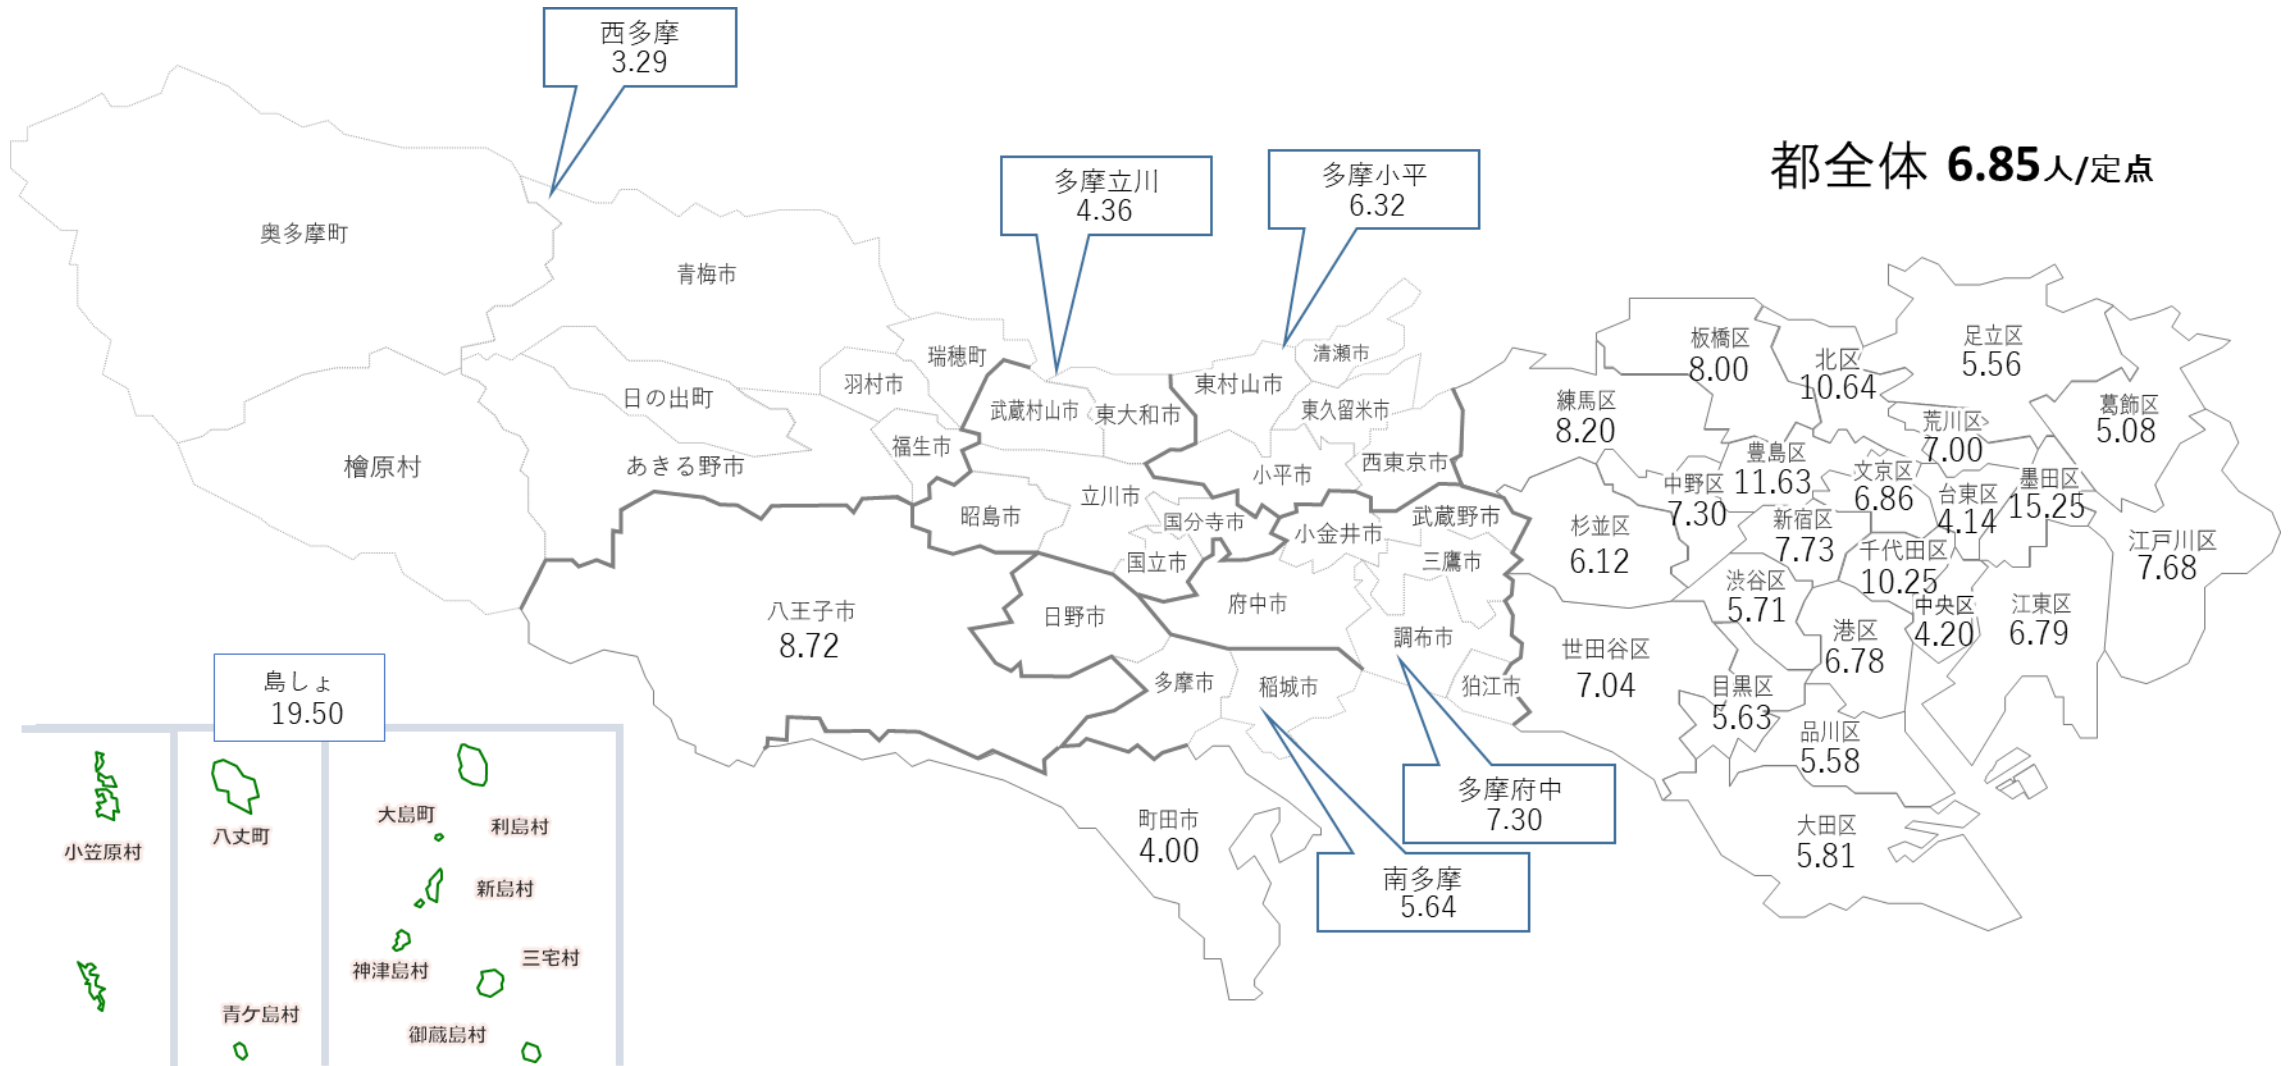 西多摩
3.29
多摩立川
4.36
多摩小平
6.32
都全体 6.85人/定点
奥多摩町
青梅市
瑞穂町
羽村市
日の出町
福生市
あきる野市
檜原村
武蔵村山市
東大和市
東村山市
清瀬市
東久留米市
小平市
西東京市
昭島市
立川市
国分寺市
国立市
小金井市
武蔵野市
三鷹市
府中市
調布市
狛江市
八王子市
8.72
日野市
多摩市
稲城市
町田市
4.00
多摩府中
7.30
南多摩
5.64
板橋区
8.00
北区
10.64
足立区
5.56
葛飾区
5.08
練馬区
8.20
荒川区
7.00
豊島区
11.63
文京区
6.86
台東区
4.14
墨田区
15.25
中野区
7.30
杉並区
6.12
新宿区
7.73
千代田区
10.25
江戸川区
7.68
渋谷区
5.71
中央区
4.20
江東区
6.79
港区
6.78
世田谷区
7.04
目黒区
5.63
品川区
5.58
大田区
5.81
島しょ
19.50
小笠原村
八丈町
青ケ島村
大島町
利島村
新島村
神津島村
三宅村
御蔵島村